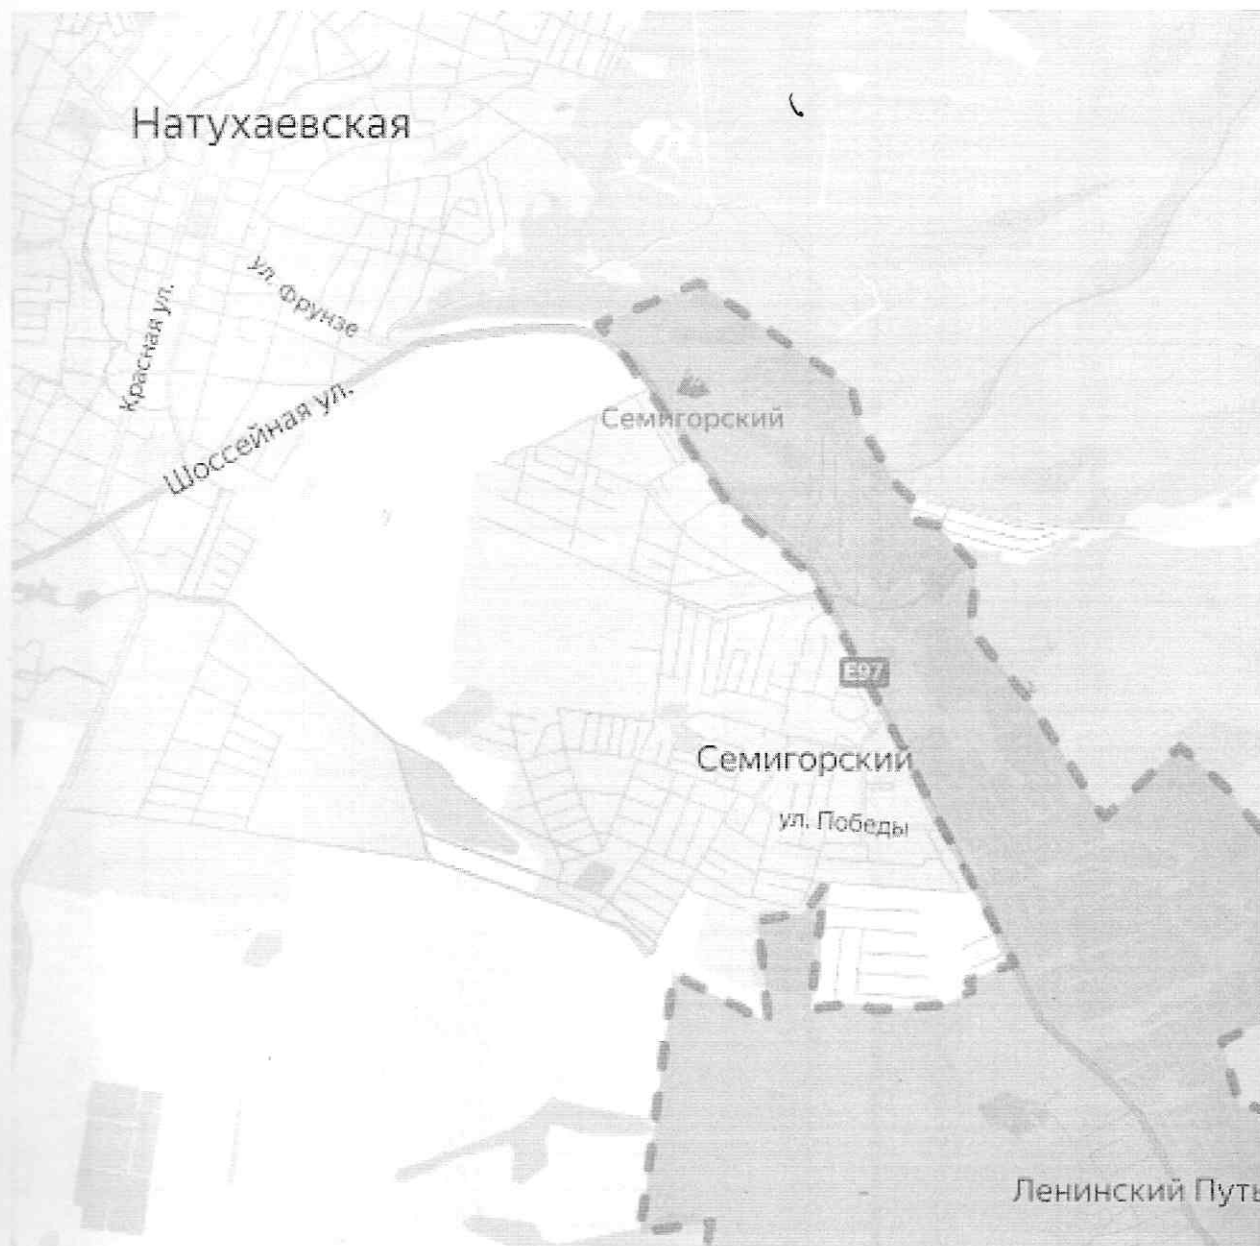 Натухаевская
ул. Фрунзе
Красная ул.
Шоссейная ул.
Семигорский
E97
Семигорский
ул. Победы
Ленинский Путь